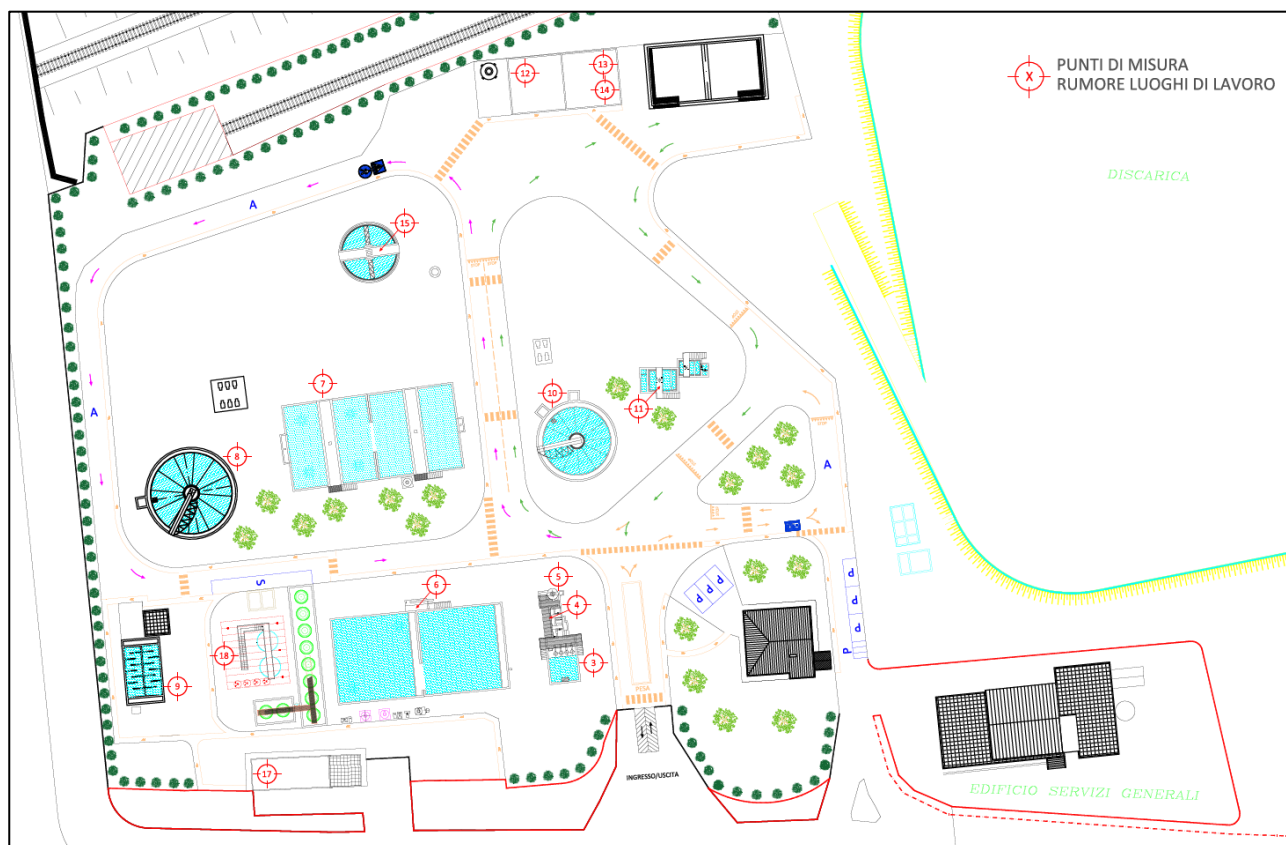 12
13
14
X
PUNTI DI MISURA
RUMORE LUOGHI DI LAVORO
DISCARICA
A
15
7
10
11
A
8
A
S
6
5
4
P
P
P
P
P
P
18
3
9
P
PESA
17
INGRESSO/USCITA
EDIFICIO SERVIZI GENERALI